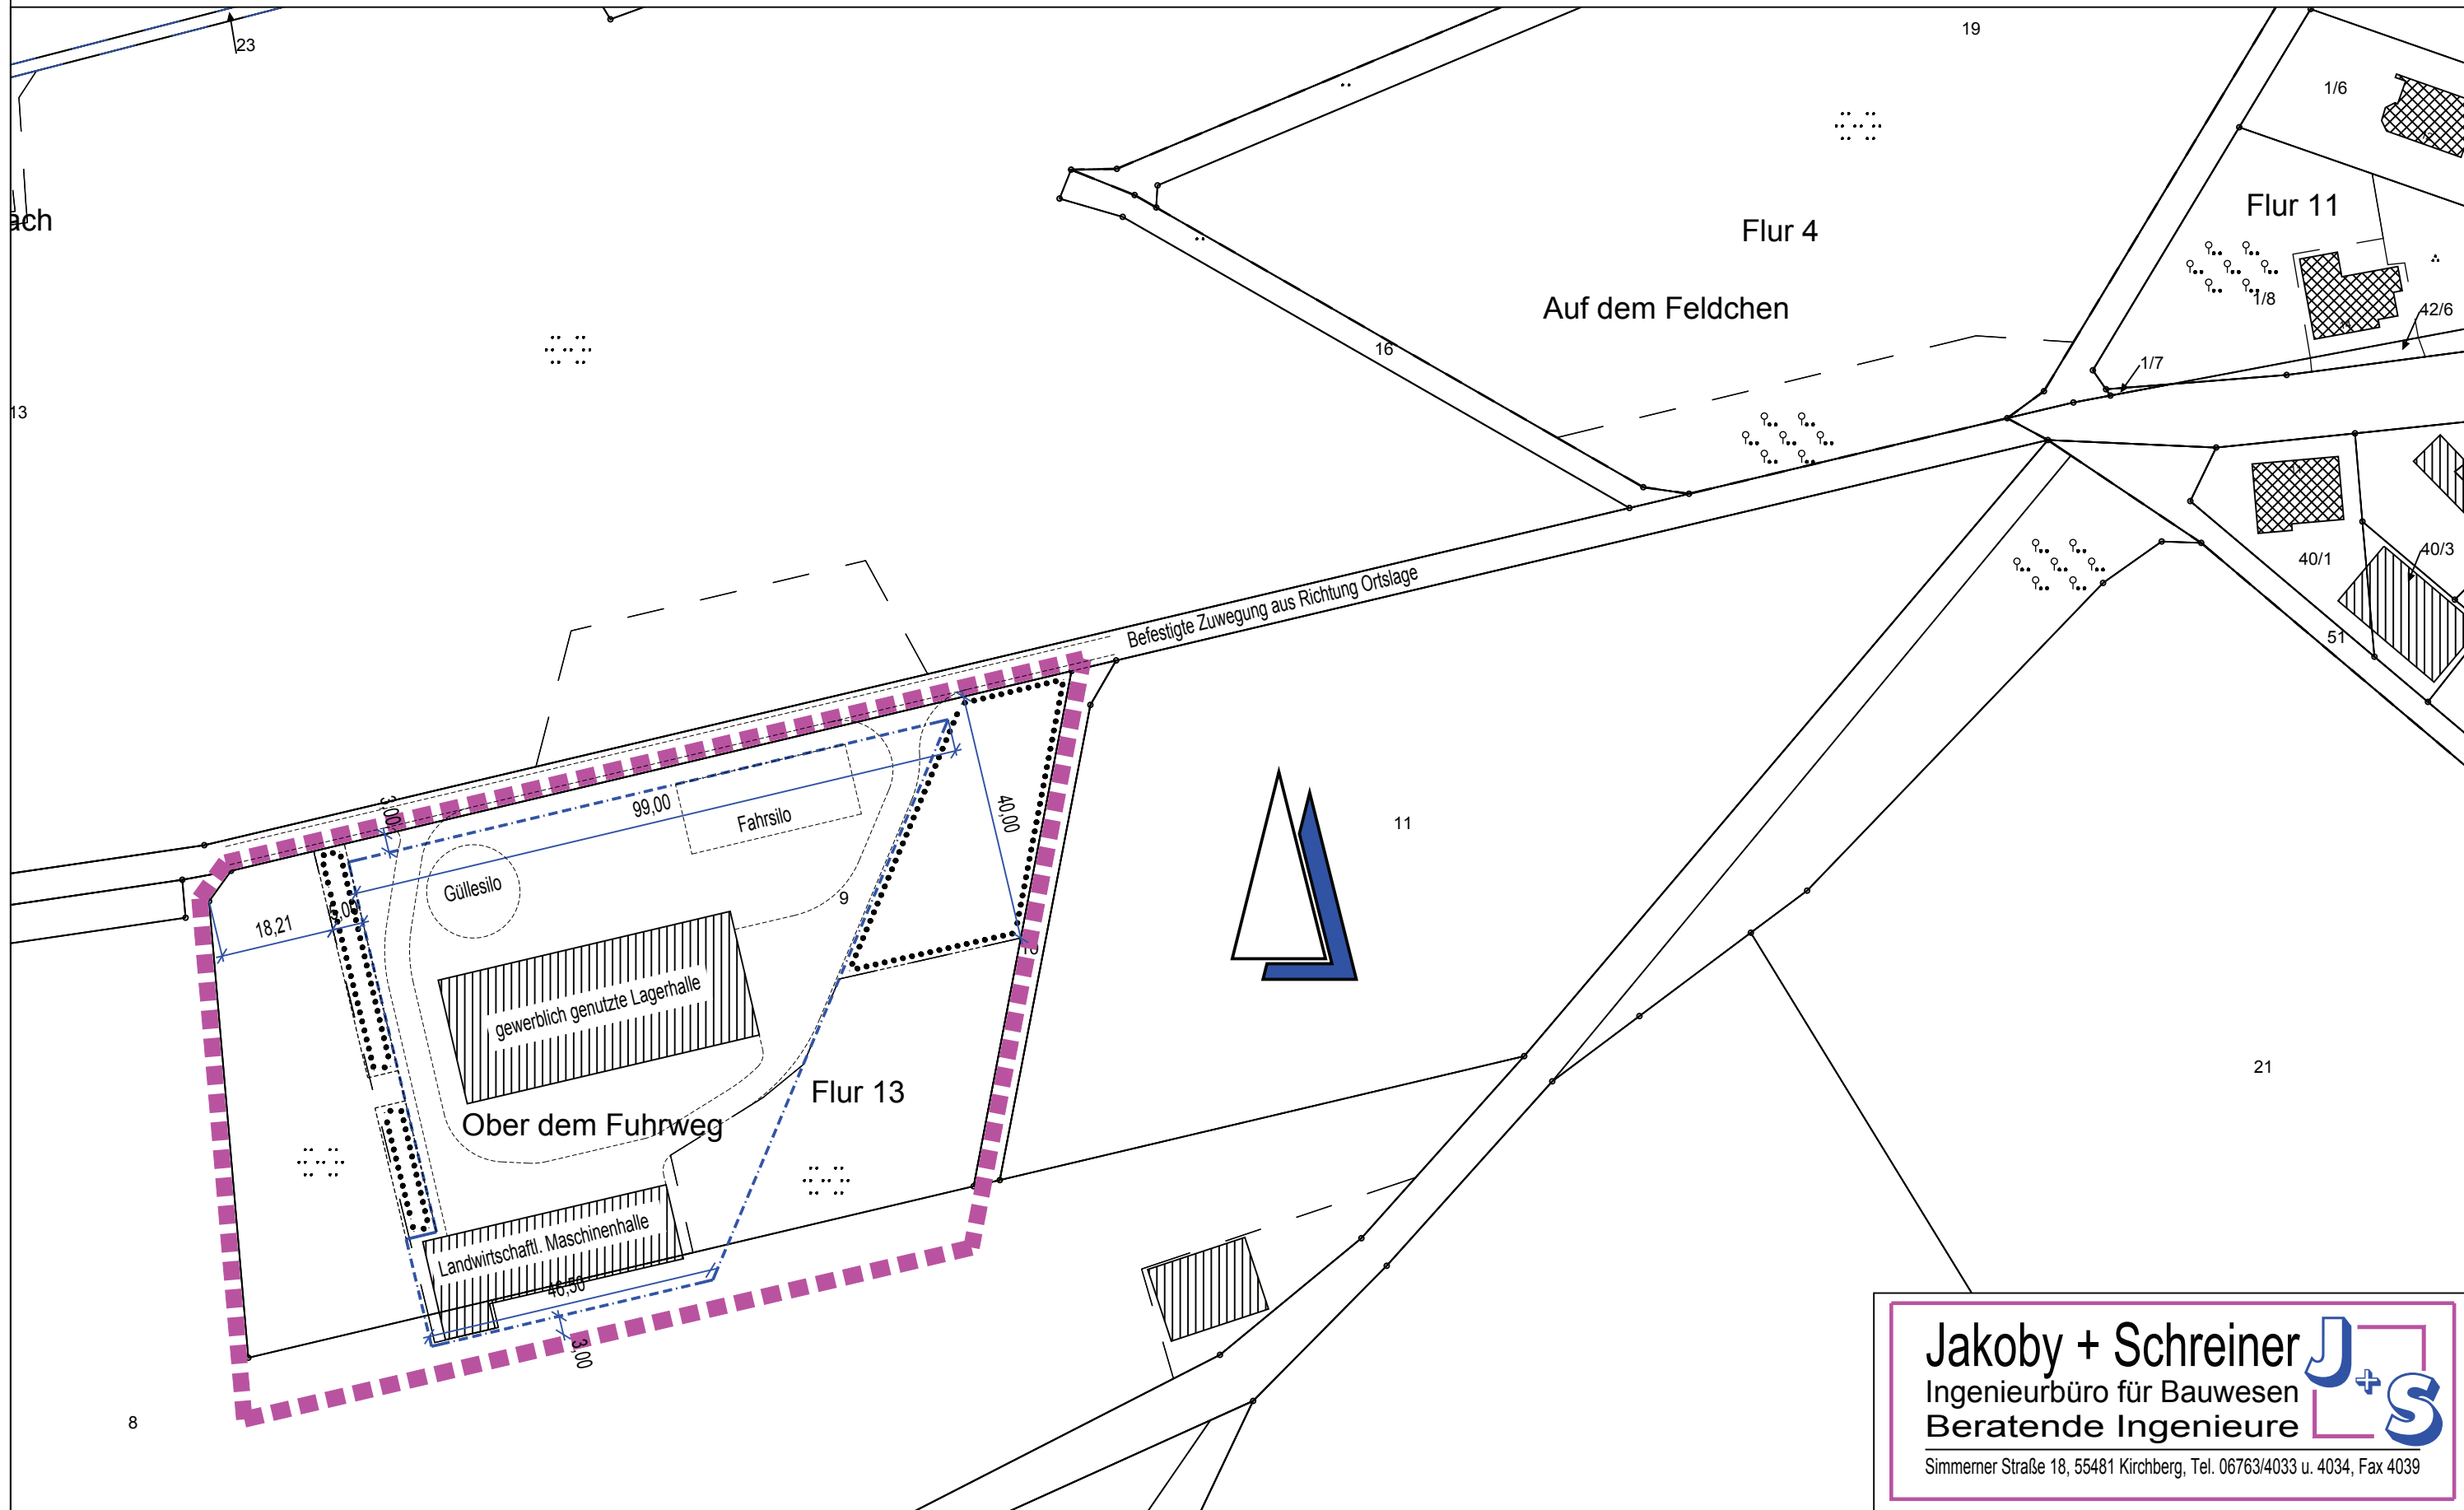 23
19
1/6
Flur 11
ach
Flur 4
1/8
Auf dem Feldchen
42/6
16
1/7
13
40/1
40/3
Befestigte Zuwegung aus Richtung Ortslage
51
3,00
99,00
Fahrsilo
40,00
11
Güllesilo
9
18,21
gewerblich genutzte Lagerhalle
21
Flur 13
Ober dem Fuhrweg
Landwirtschaftl. Maschinenhalle
46,50
3,00
8
Jakoby + Schreiner
J+S
Ingenieurbüro für Bauwesen
Beratende Ingenieure
Simmerner Straße 18, 55481 Kirchberg, Tel. 06763/4033 u. 4034, Fax 4039